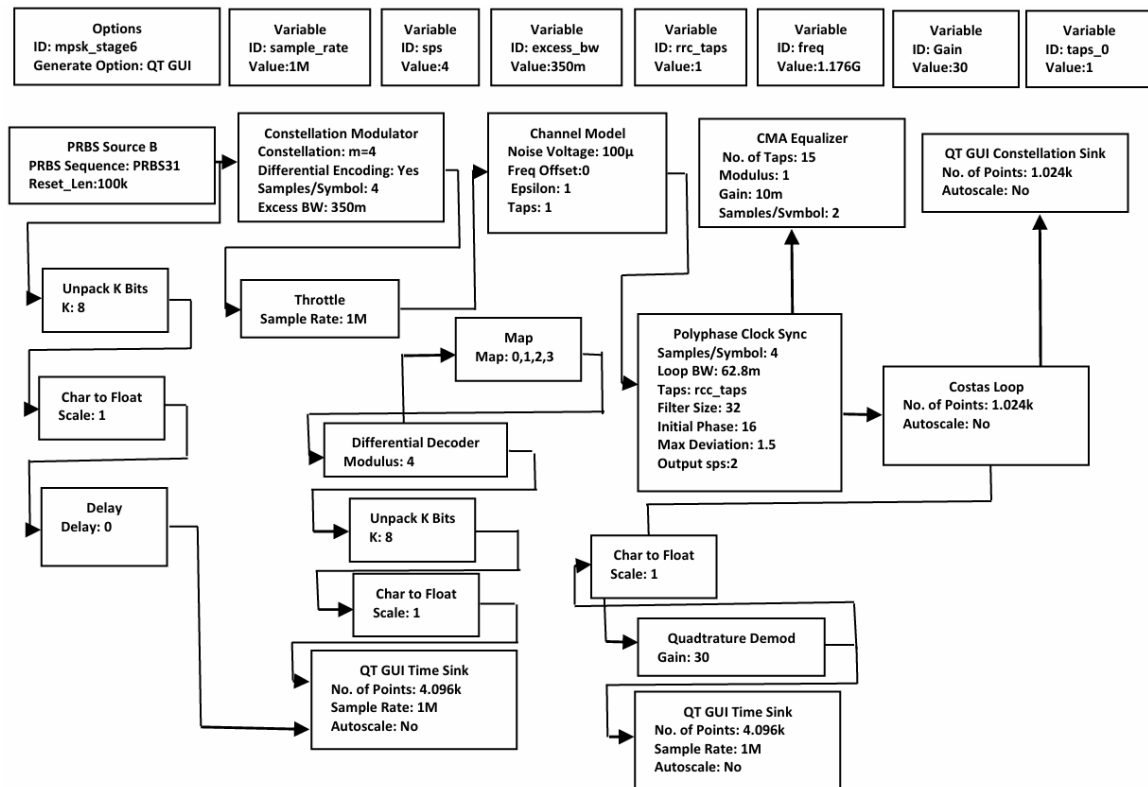 Options
ID: mpsk_stage6
Generate Option: QT GUI
Variable
ID: sample_rate
Value:1M
Variable
ID: sps
Value:4
Variable
ID: excess_bw
Value:350m
Variable
ID: rrc_taps
Value:1
Variable
ID: freq
Value:1.176G
Variable
ID: Gain
Value:30
Variable
ID: taps_0
Value:1
PRBS Source B
PRBS Sequence: PRBS31
Reset_Len:100k
Constellation Modulator
Constellation: m=4
Differential Encoding: Yes
Samples/Symbol: 4
Excess BW: 350m
Channel Model
Noise Voltage: 100µ
Freq Offset:0
Epsilon: 1
Taps: 1
CMA Equalizer
No. of Taps: 15
Modulus: 1
Gain: 10m
Samples/Symbol: 2
QT GUI Constellation Sink
No. of Points: 1.024k
Autoscale: No
Unpack K Bits
K: 8
Throttle
Sample Rate: 1M
Map
Map: 0,1,2,3
Polyphase Clock Sync
Samples/Symbol: 4
Loop BW: 62.8m
Taps: rcc_taps
Filter Size: 32
Initial Phase: 16
Max Deviation: 1.5
Output sps:2
Costas Loop
No. of Points: 1.024k
Autoscale: No
Char to Float
Scale: 1
Differential Decoder
Modulus: 4
Delay
Delay: 0
Unpack K Bits
K: 8
Char to Float
Scale: 1
Char to Float
Scale: 1
Quadtrature Demod
Gain: 30
QT GUI Time Sink
No. of Points: 4.096k
Sample Rate: 1M
Autoscale: No
QT GUI Time Sink
No. of Points: 4.096k
Sample Rate: 1M
Autoscale: No